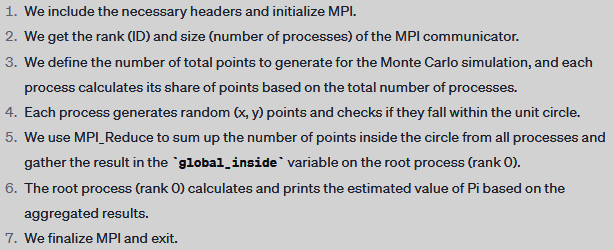 1. We include the necessary headers and initialize MPI.
2. We get the rank (ID) and size (number of processes) of the MPI communicator.
3. We define the number of total points to generate for the Monte Carlo simulation, and each
process calculates its share of points based on the total number of processes.
4. Each process generates random (x, y) points and checks if they fall within the unit circle.
5. We use MPI_Reduce to sum up the number of points inside the circle from all processes and
gather the result in the `global_inside` variable on the root process (rank 0).
6. The root process (rank 0) calculates and prints the estimated value of Pi based on the
aggregated results.
7. We finalize MPI and exit.